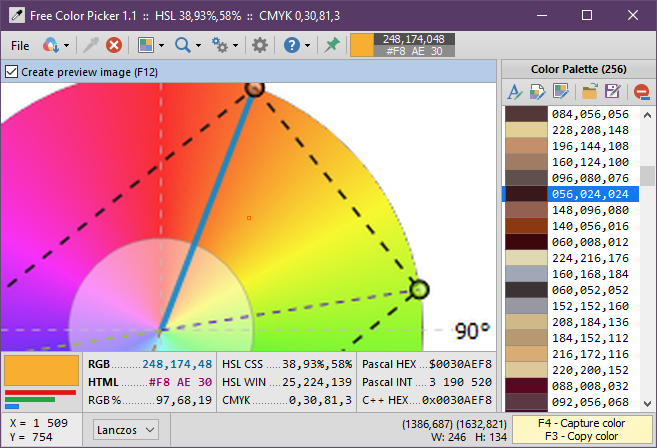 Free Color Picker 1.1 :: HSL 38,93%,58% :: CMYK 0,30,81,3
File
248,174,048
#F8 AE 30
Create preview image (F12)
90°
Color Palette (256)
084,056,056
228,208,148
196,144,108
160,124,100
096,080,076
056,024,024
148,096,080
140,056,016
060,008,012
224,216,176
160,168,184
060,052,052
152,152,160
208,184,136
184,152,112
216,172,116
220,200,152
088,008,032
092,056,068
RGB.......... 248,174,48
HTML........ #F8 AE 30
RGB%........ 97,68,19
HSL CSS.... 38,93%,58%
HSL WIN.... 25,224,139
CMYK......... 0,30,81,3
Pascal HEX... $0030AEF8
Pascal INT.... 3 190 520
C++ HEX.. 0x0030AEF8
X = 1 509
Y = 754
Lanczos
(1386,687) (1632,821)
W: 246 H: 134
F4 - Capture color
F3 - Copy color